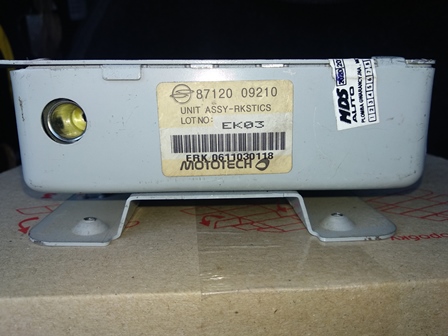 87120 09210
UNIT ASSY-RKSTICS
LOT NO: EK03
ERK 0611030118
MOTOTECH
MDS
AUTO